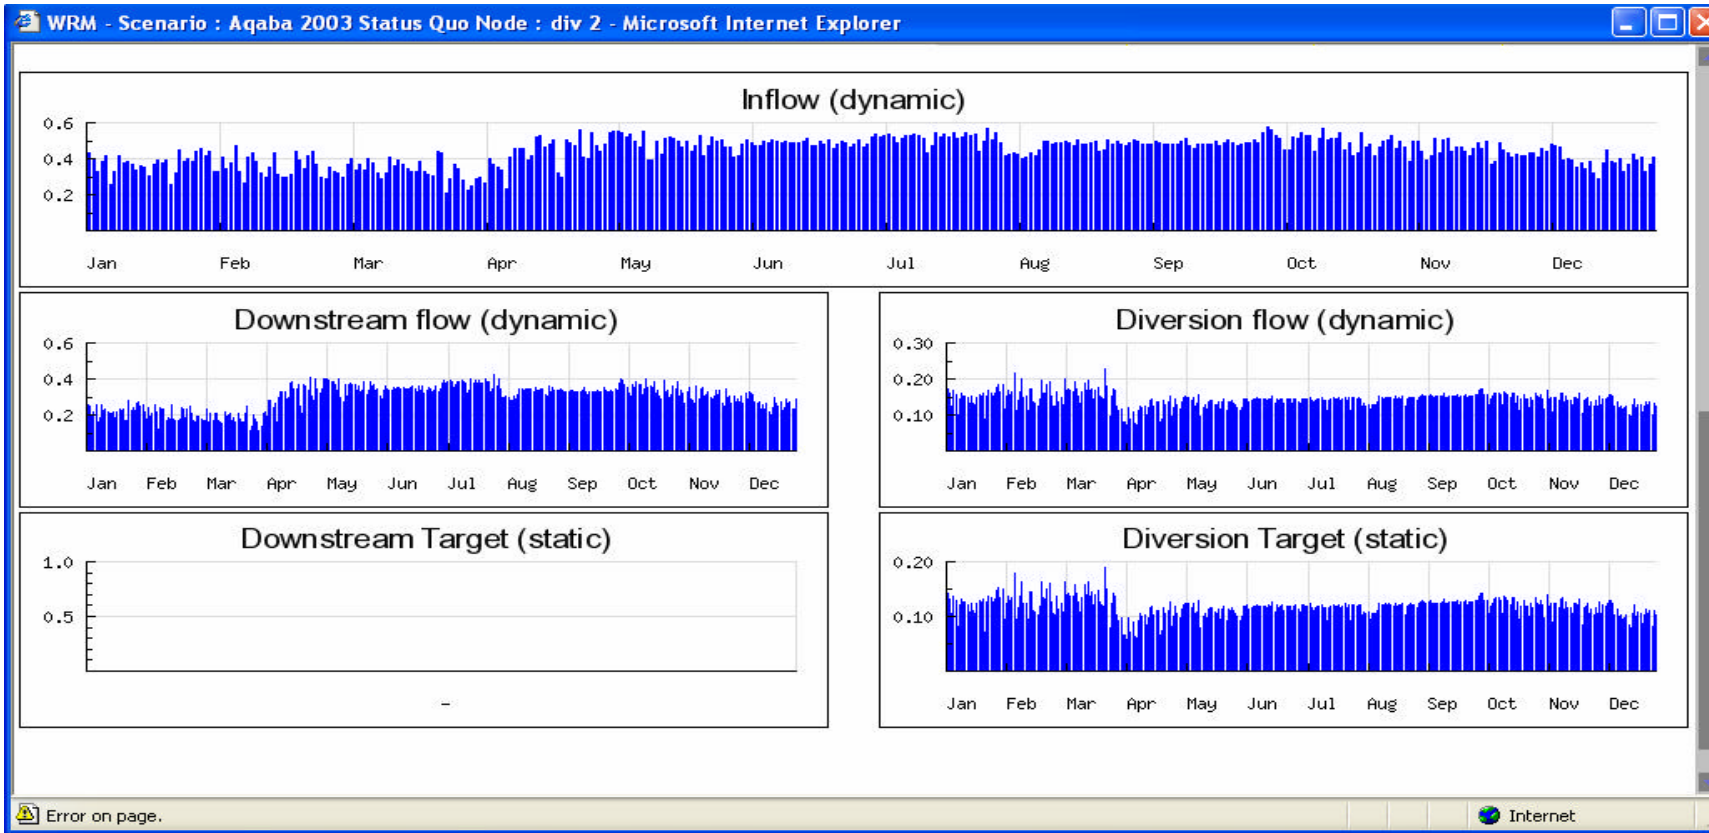 WRM - Scenario : Aqaba 2003 Status Quo Node : div 2 - Microsoft Internet Explorer
Inflow (dynamic)
0.6
0.4
0.2
Jan Feb Mar Apr May Jun Jul Aug Sep Oct Nov Dec
Downstream flow (dynamic)
0.6
0.4
0.2
Jan Feb Mar Apr May Jun Jul Aug Sep Oct Nov Dec
Diversion flow (dynamic)
0.30
0.20
0.10
Jan Feb Mar Apr May Jun Jul Aug Sep Oct Nov Dec
Downstream Target (static)
1.0
0.5
-
Diversion Target (static)
0.20
0.10
Jan Feb Mar Apr May Jun Jul Aug Sep Oct Nov Dec
Error on page.
Internet